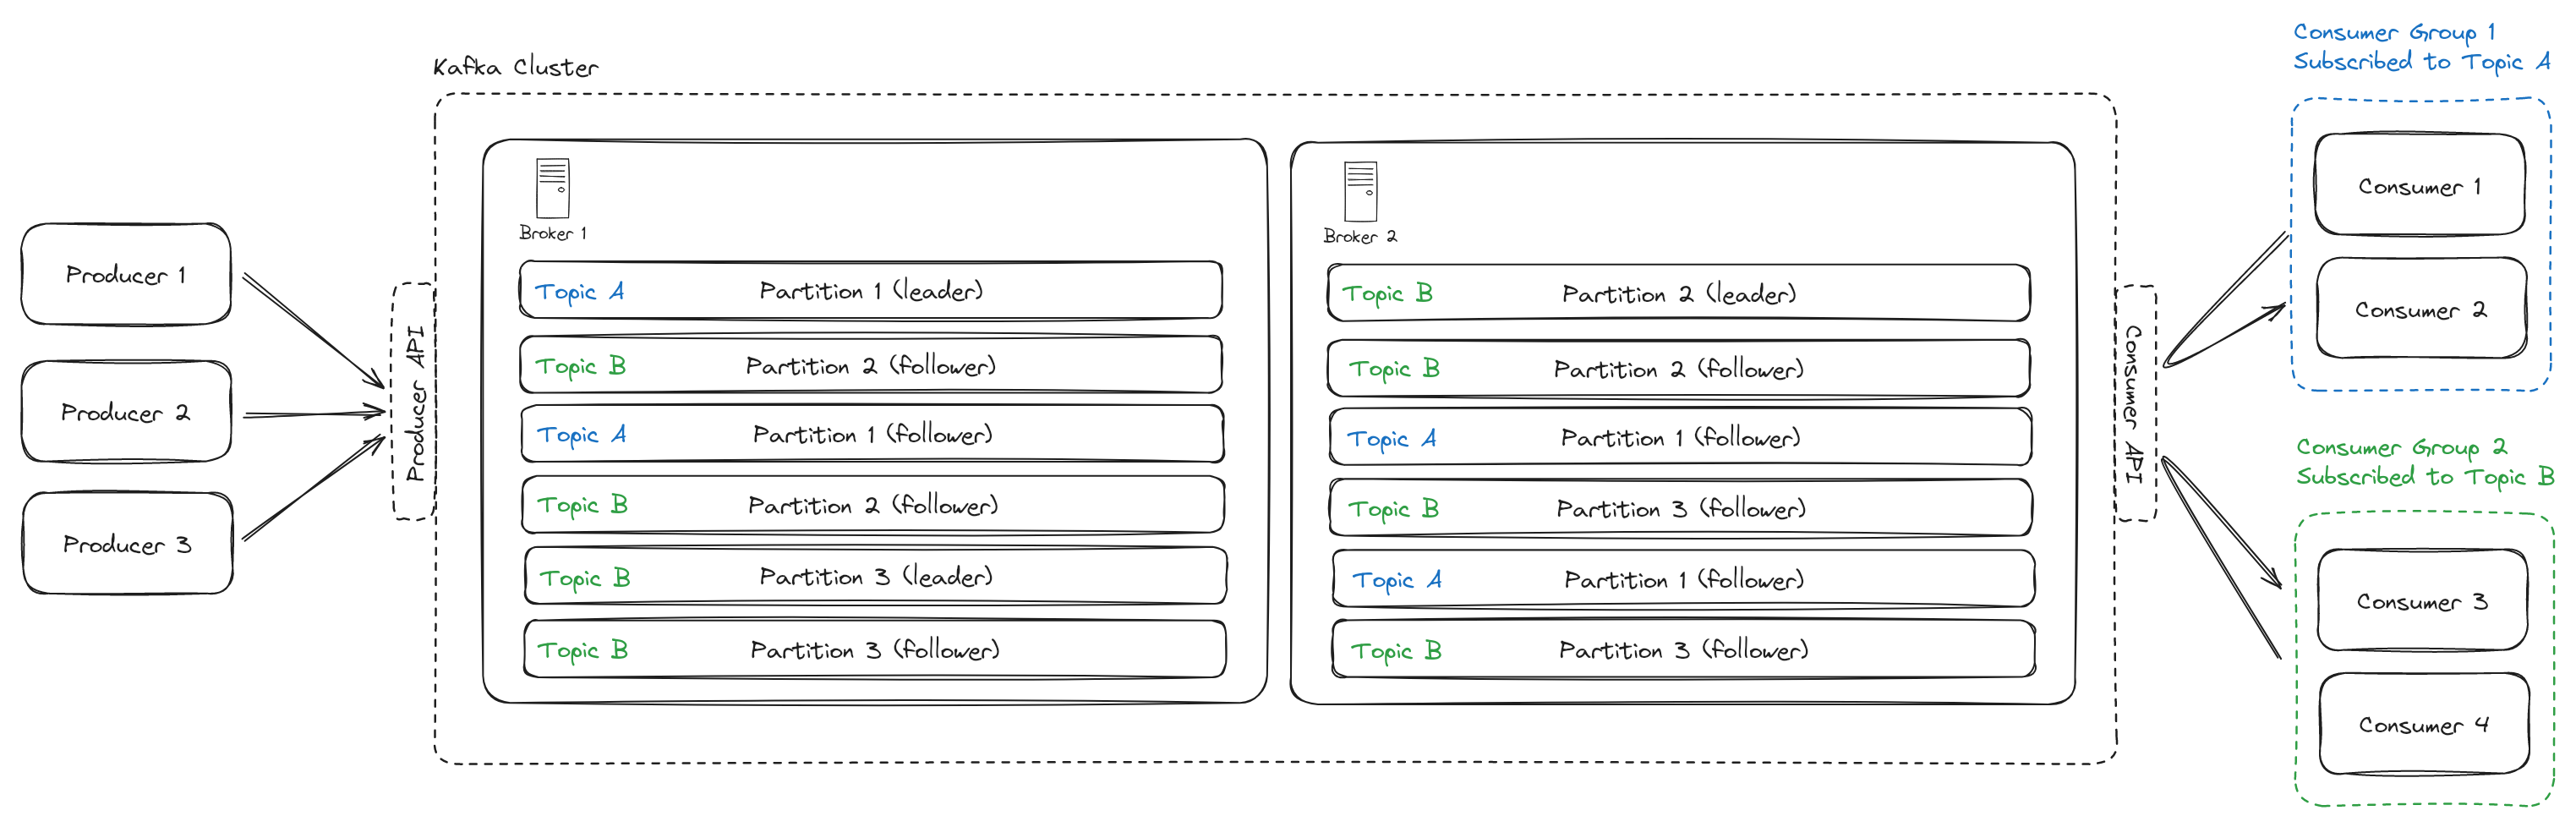 Kafka Cluster
Producer 1
Producer 2
Producer 3
Producer API
Broker 1
Topic A Partition 1 (leader)
Topic B Partition 2 (follower)
Topic A Partition 1 (follower)
Topic B Partition 2 (follower)
Topic B Partition 3 (leader)
Topic B Partition 3 (follower)
Broker 2
Topic B Partition 2 (leader)
Topic B Partition 2 (follower)
Topic A Partition 1 (follower)
Topic B Partition 3 (follower)
Topic A Partition 1 (follower)
Topic B Partition 3 (follower)
Consumer API
Consumer Group 1
Subscribed to Topic A
Consumer 1
Consumer 2
Consumer Group 2
Subscribed to Topic B
Consumer 3
Consumer 4